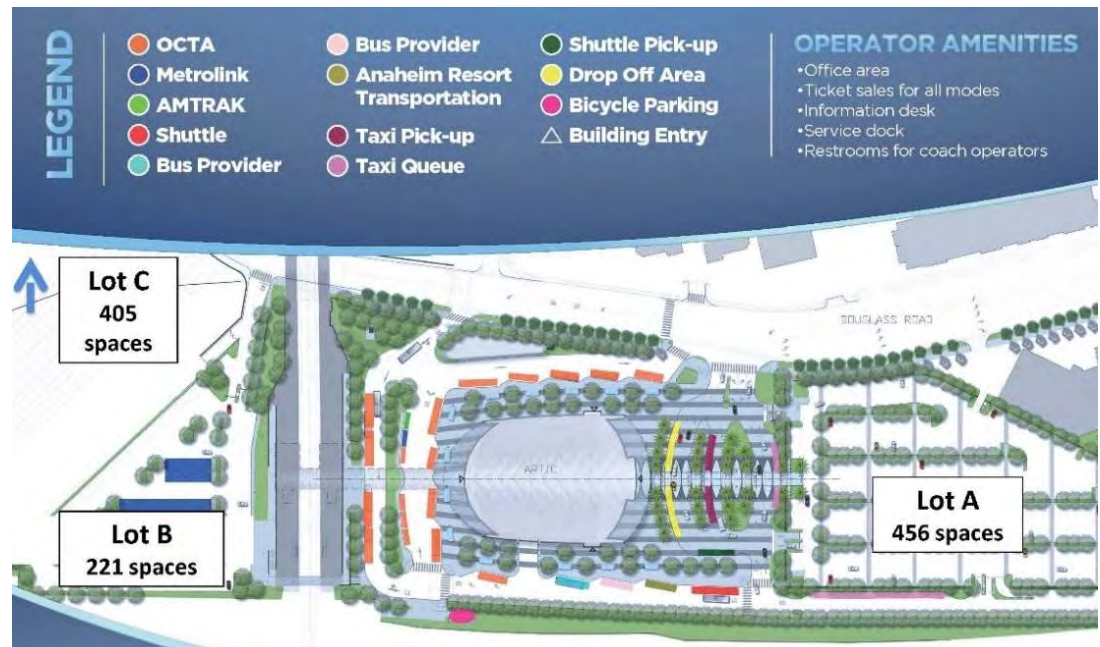 LEGEND
OCTA
Metrolink
AMTRAK
Shuttle
Bus Provider
Bus Provider
Anaheim Resort
Transportation
Taxi Pick-up
Taxi Queue
Shuttle Pick-up
Drop Off Area
Bicycle Parking
Building Entry
OPERATOR AMENITIES
•Office area
•Ticket sales for all modes
•Information desk
•Service dock
•Restrooms for coach operators
Lot C
405
spaces
DOUGLASS ROAD
ARTIC
Lot B
221 spaces
Lot A
456 spaces